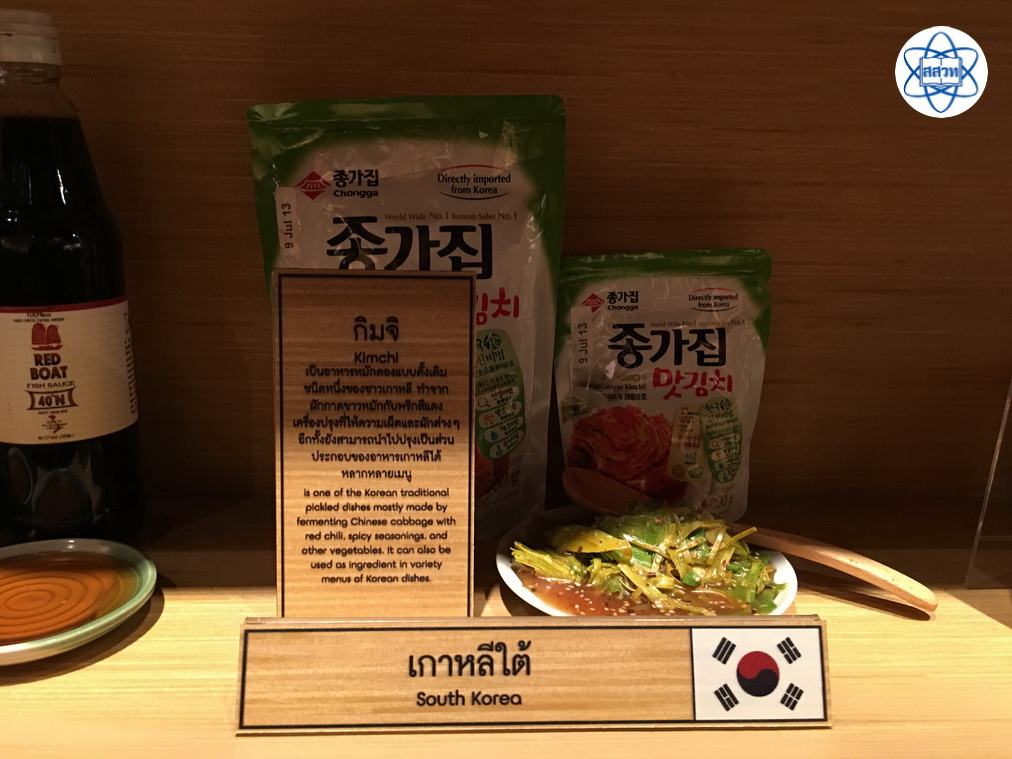 สสวท
종가집
Chongga
Directly imported
from Korea
World Wide No.1 Korean Sales No.1
9 Jul 13
종가집
김치
종가집
Chongga
Directly imported
from Korea
9 Jul 13
종가집
맛김치
RED
BOAT
FISH SAUCE
40°N
กิมจิ
Kimchi
เป็นอาหารหมักดองแบบดั้งเดิม
ชนิดหนึ่งของชาวเกาหลี ทำจาก
ผักกาดขาวหมักกับพริกสีแดง
เครื่องปรุงที่ให้ความเผ็ดและผักต่างๆ
อีกทั้งยังสามารถนำไปปรุงเป็นส่วน
ประกอบของอาหารเกาหลีได้
หลากหลายเมนู
is one of the Korean traditional
pickled dishes mostly made by
fermenting Chinese cabbage with
red chili, spicy seasonings, and
other vegetables. It can also be
used as ingredient in variety
menus of Korean dishes.
เกาหลีใต้
South Korea